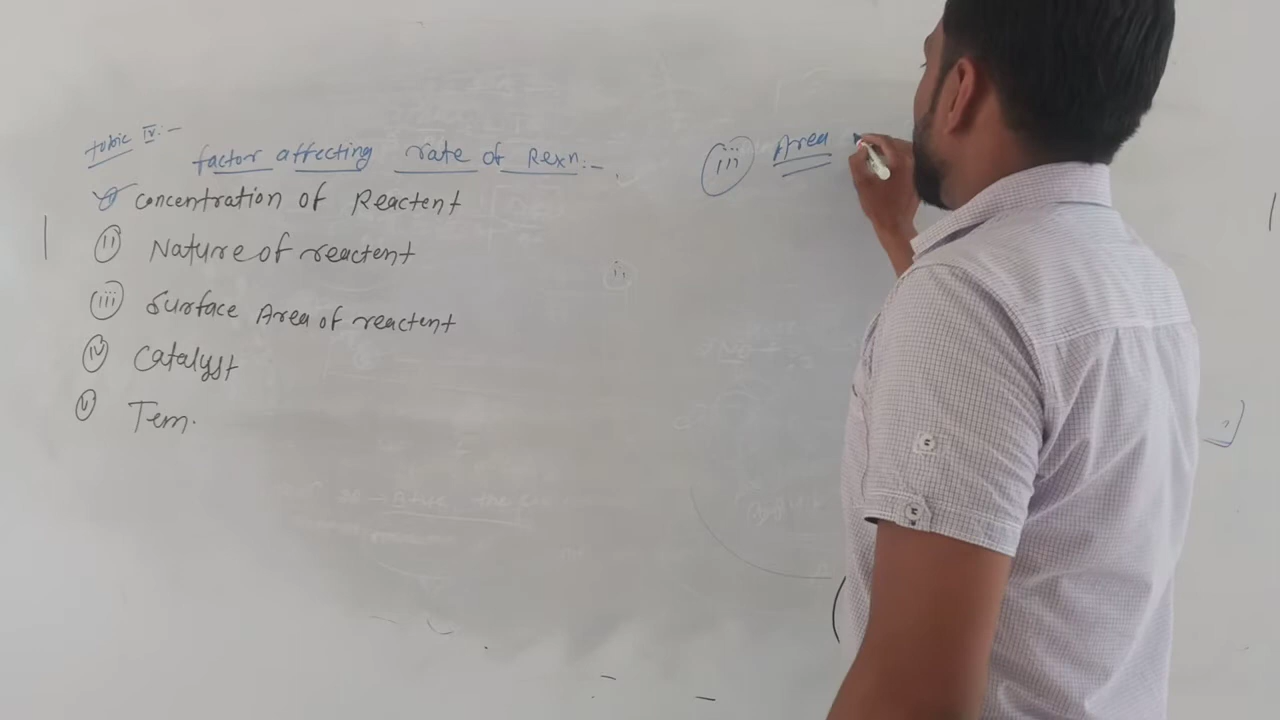 topic IV:-
factor affecting rate of Rexn:-
(i) Concentration of Reactent
(ii) Nature of reactent
(iii) Surface Area of reactent
(iv) Catalyst
(v) Tem.
(iii) Area